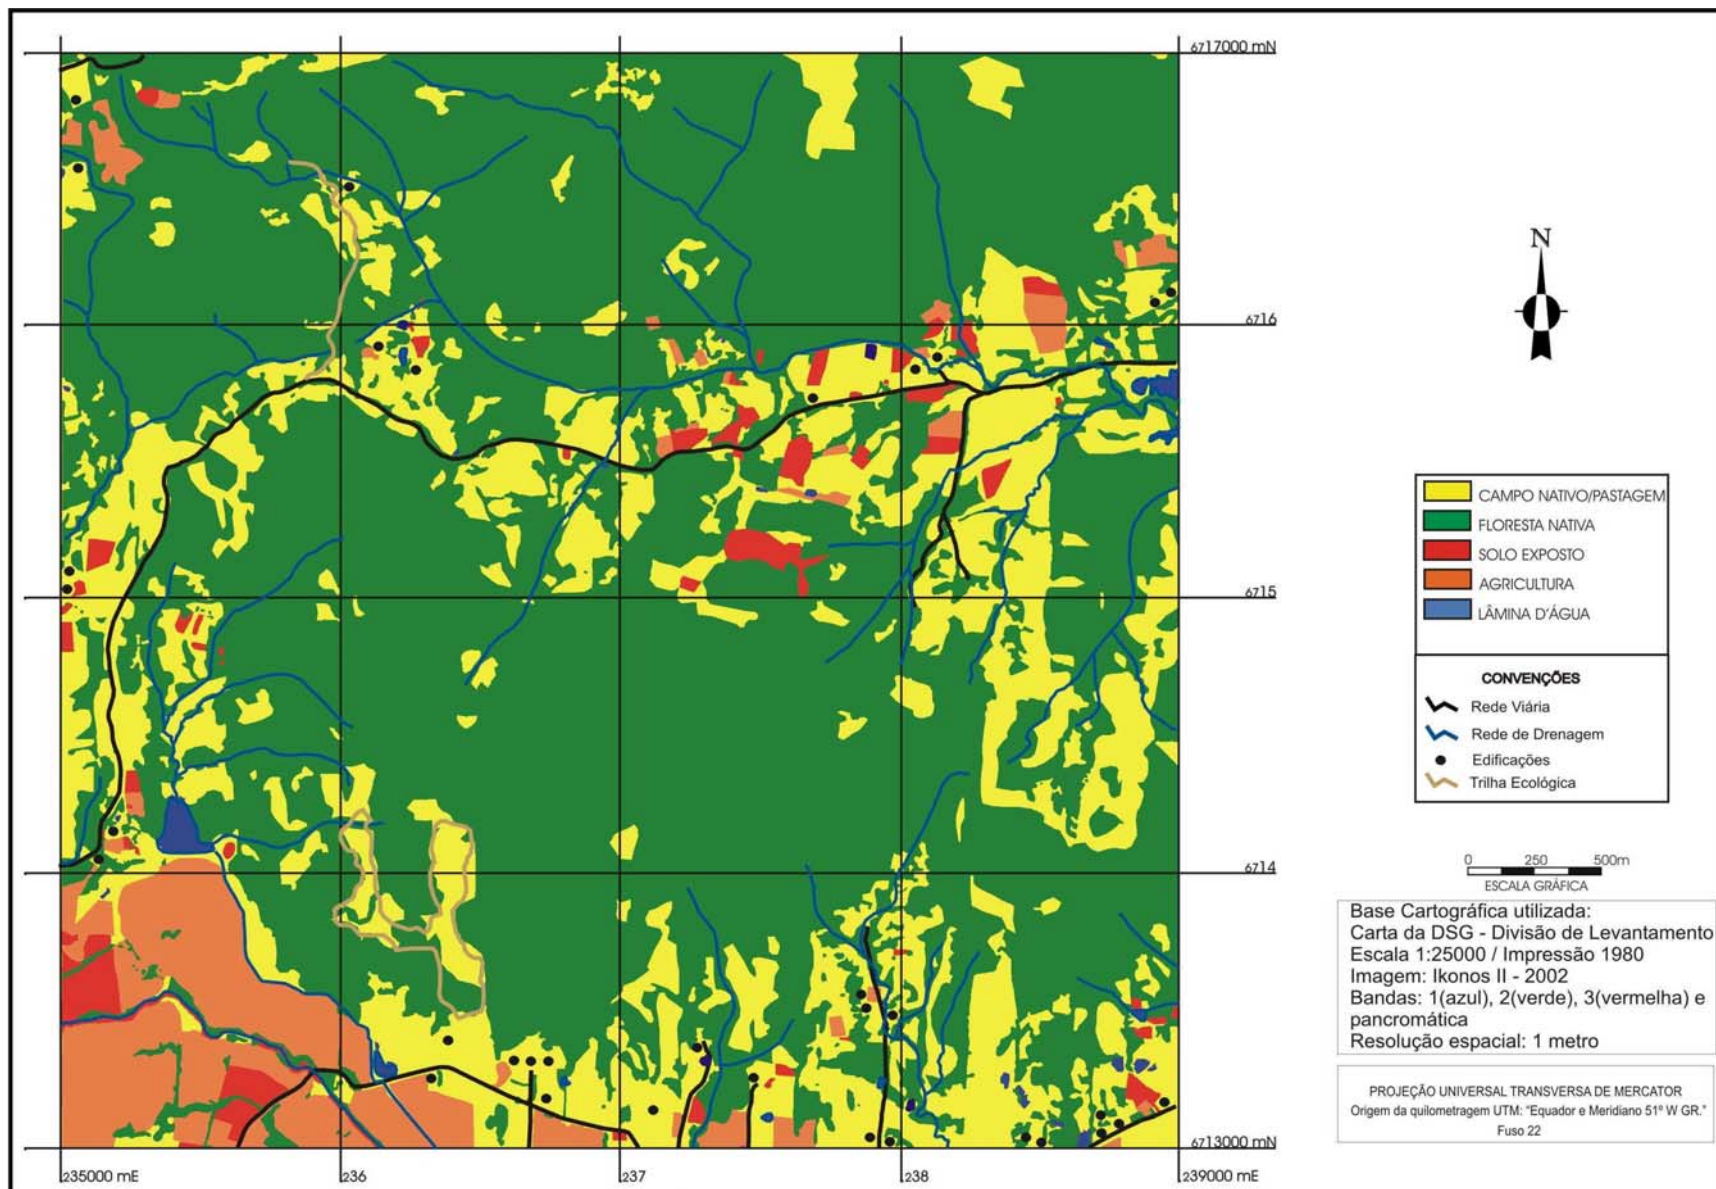 6717000 mN
N
6716
CAMPO NATIVO/PASTAGEM
FLORESTA NATIVA
SOLO EXPOSTO
AGRICULTURA
LÂMINA D'ÁGUA
6715
CONVENÇÕES
Rede Viária
Rede de Drenagem
Edificações
Trilha Ecológica
6714
0 250 500m
ESCALA GRÁFICA
Base Cartográfica utilizada:
Carta da DSG - Divisão de Levantamento
Escala 1:25000 / Impressão 1980
Imagem: Ikonos II - 2002
Bandas: 1(azul), 2(verde), 3(vermelha) e
pancromática
Resolução espacial: 1 metro
PROJEÇÃO UNIVERSAL TRANSVERSA DE MERCATOR
Origem da quilometragem UTM: "Equador e Meridiano 51º W GR."
Fuso 22
6713000 mN
235000 mE 236 237 238 239000 mE